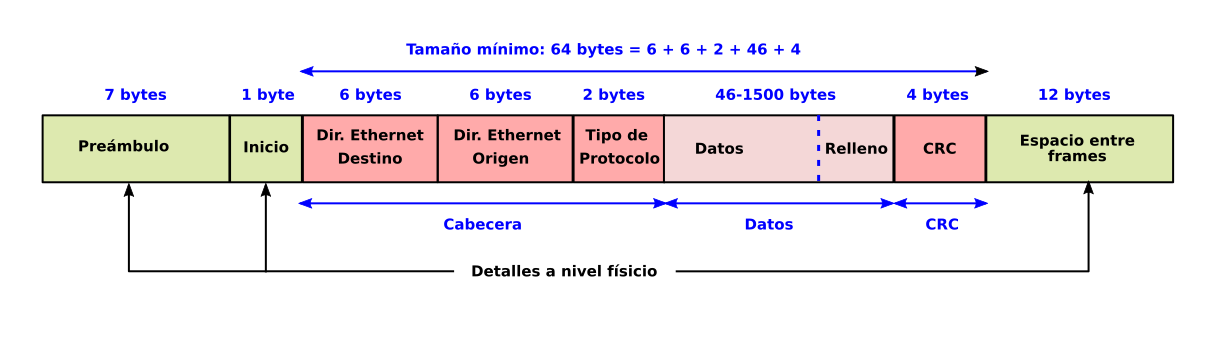 Tamaño mínimo: 64 bytes = 6 + 6 + 2 + 46 + 4
7 bytes
1 byte
6 bytes
6 bytes
2 bytes
46-1500 bytes
4 bytes
12 bytes
Preámbulo
Inicio
Dir. Ethernet
Destino
Dir. Ethernet
Origen
Tipo de
Protocolo
Datos
Relleno
CRC
Espacio entre
frames
Cabecera
Datos
CRC
Detalles a nivel físicio